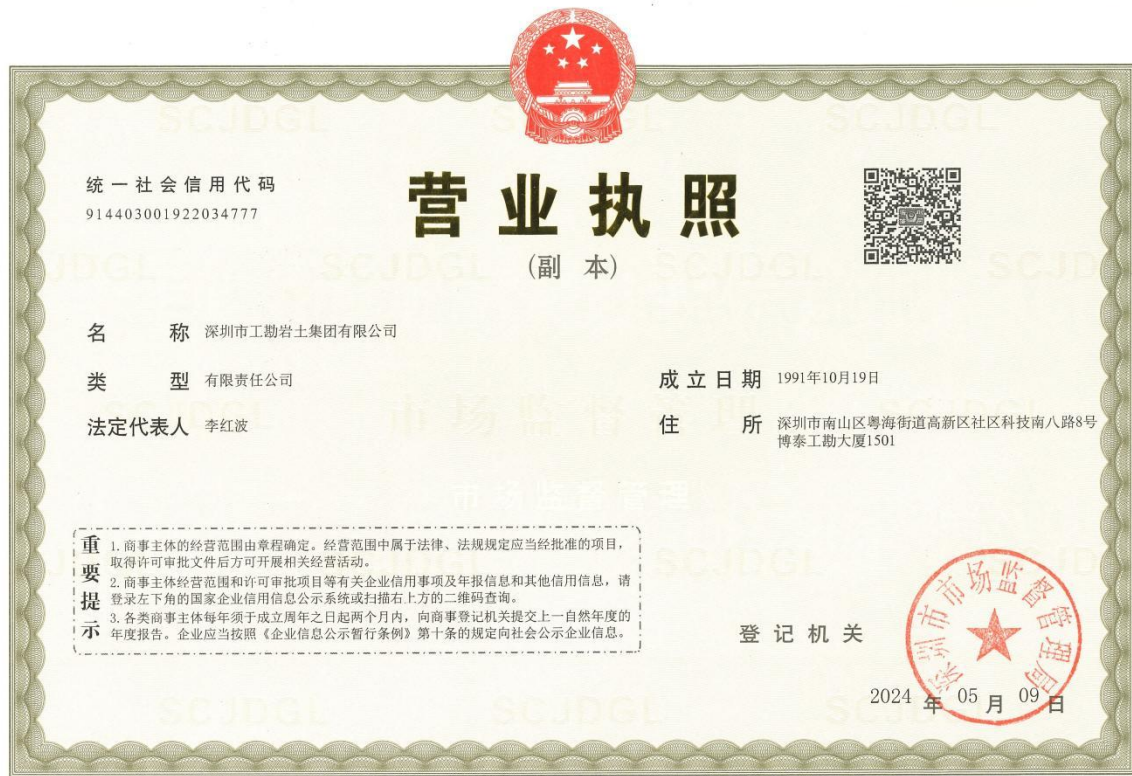 统一社会信用代码
914403001922034777
营业执照
(副 本)
名 称 深圳市工勘岩土集团有限公司
类 型 有限责任公司
成立日期 1991年10月19日
法定代表人 李红波
住 所 深圳市南山区粤海街道高新区社区科技南八路8号
博泰工勘大厦1501
重要提示
1. 商事主体的经营范围由章程确定。经营范围中属于法律、法规规定应当经批准的项目，
取得许可审批文件后方可开展相关经营活动。
2. 商事主体经营范围和许可审批项目等有关企业信用事项及年报信息和其他信用信息，请
登录左下角的国家企业信用信息公示系统或扫描右上方的二维码查询。
3. 各类商事主体每年须于成立周年之日起两个月内，向商事登记机关提交上一自然年度的
年度报告。企业应当按照《企业信息公示暂行条例》第十条的规定向社会公示企业信息。
登记机关
深圳市市场监督管理局
2024 年 05 月 09 日
SCJDGL
市场监督管理